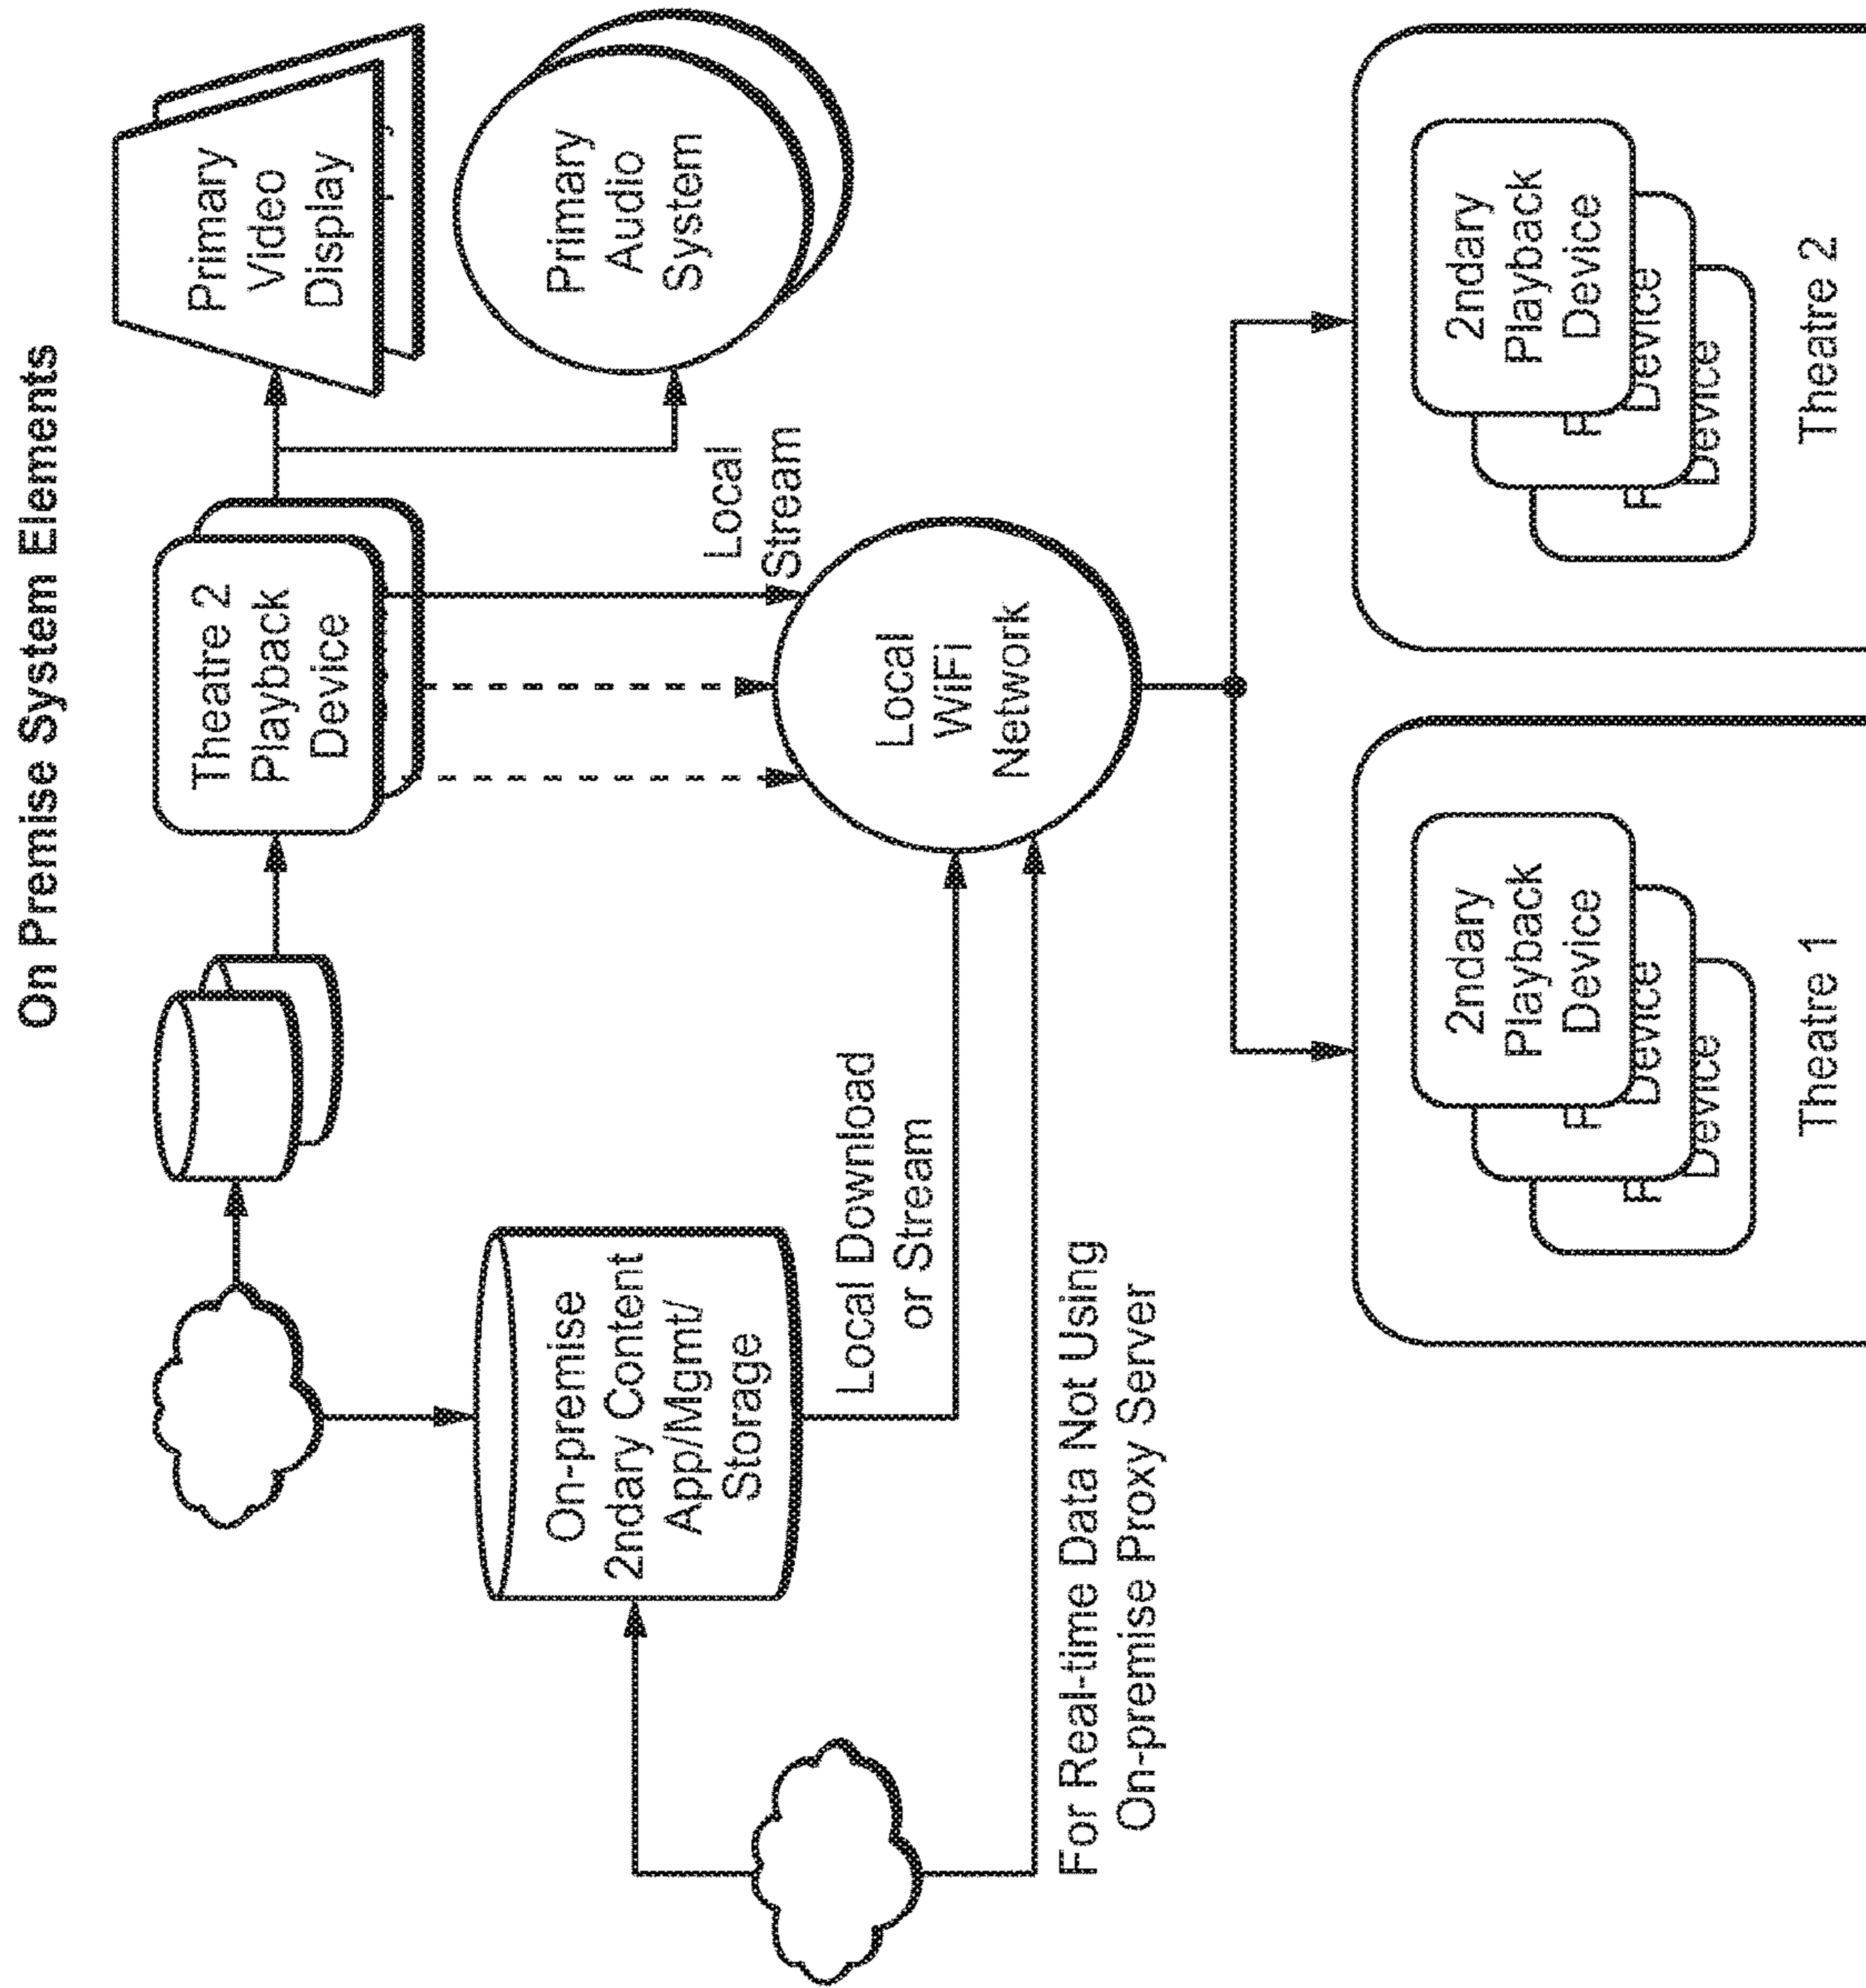 On Premise System Elements
Theatre 2
Playback
Device
Primary
Video
Display
Primary
Audio
System
Local
Stream
On-premise
2ndary Content
App/Mgmt/
Storage
Local Download
or Stream
Local
WiFi
Network
For Real-time Data Not Using
On-premise Proxy Server
2ndary
Playback
Device
Device
Device
Theatre 1
2ndary
Playback
Device
Device
Device
Theatre 2